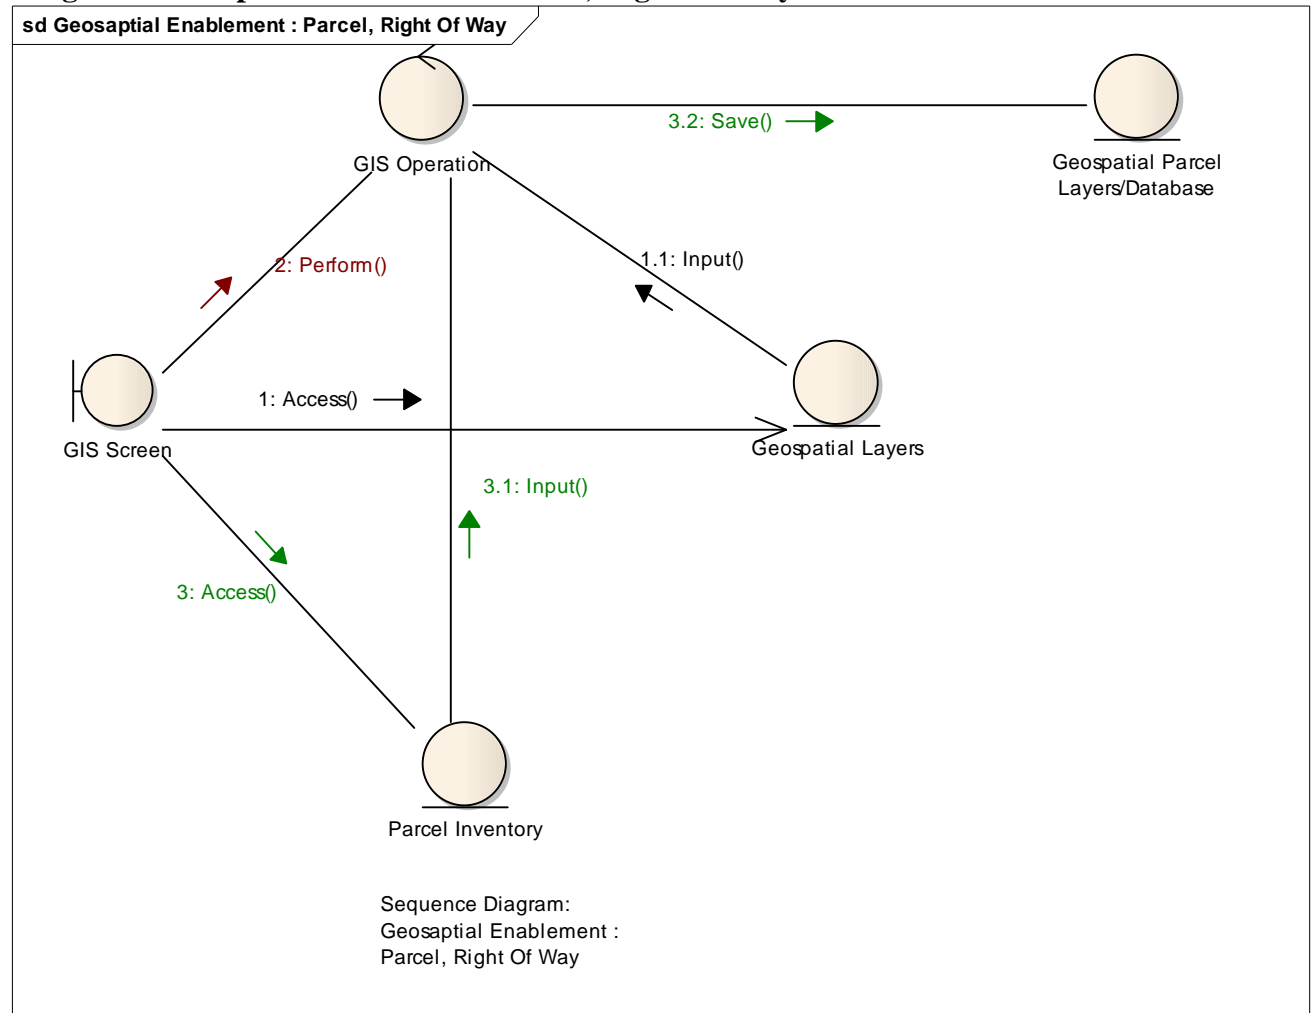 sd Geosaptial Enablement : Parcel, Right Of Way
3.2: Save()
GIS Operation
Geospatial Parcel
Layers/Database
2: Perform()
1.1: Input()
1: Access()
GIS Screen
Geospatial Layers
3.1: Input()
3: Access()
Parcel Inventory
Sequence Diagram:
Geosaptial Enablement :
Parcel, Right Of Way